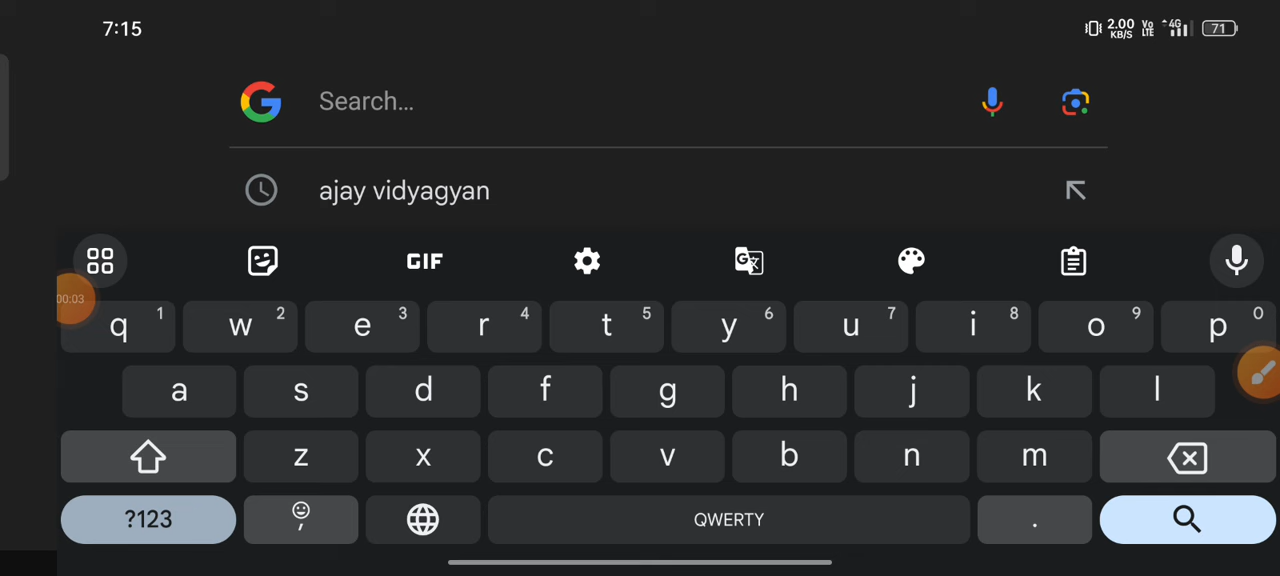 7:15 2.00 KB/S Vo LTE 4G 71
Search...
ajay vidyagyan
GIF
00:03
q 1 w 2 e 3 r 4 t 5 y 6 u 7 i 8 o 9 p 0
a s d f g h j k l
z x c v b n m
?123 , QWERTY .